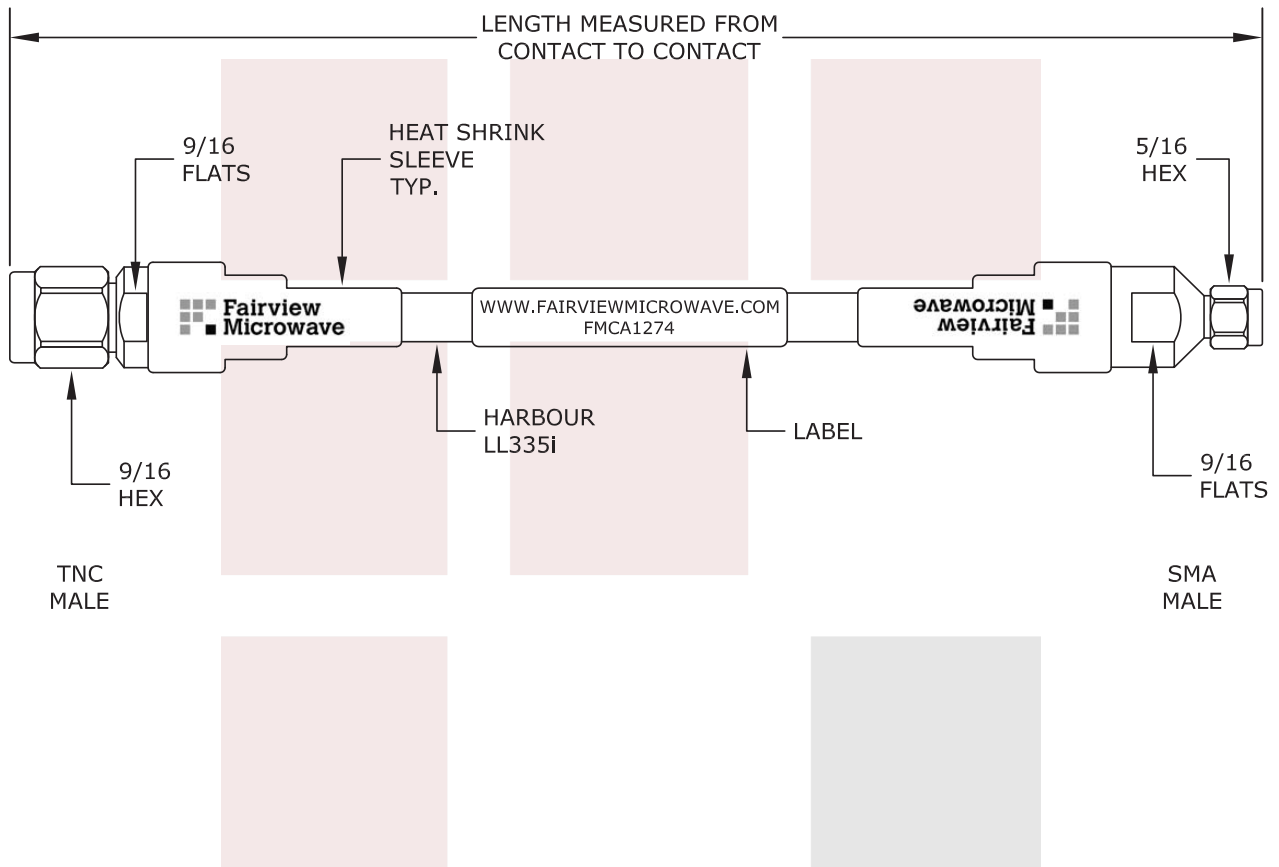 LENGTH MEASURED FROM
CONTACT TO CONTACT
9/16
FLATS
HEAT SHRINK
SLEEVE
TYP.
5/16
HEX
Fairview
Microwave
WWW.FAIRVIEWMICROWAVE.COM
FMCA1274
Fairview
Microwave
HARBOUR
LL335i
LABEL
9/16
HEX
9/16
FLATS
TNC
MALE
SMA
MALE